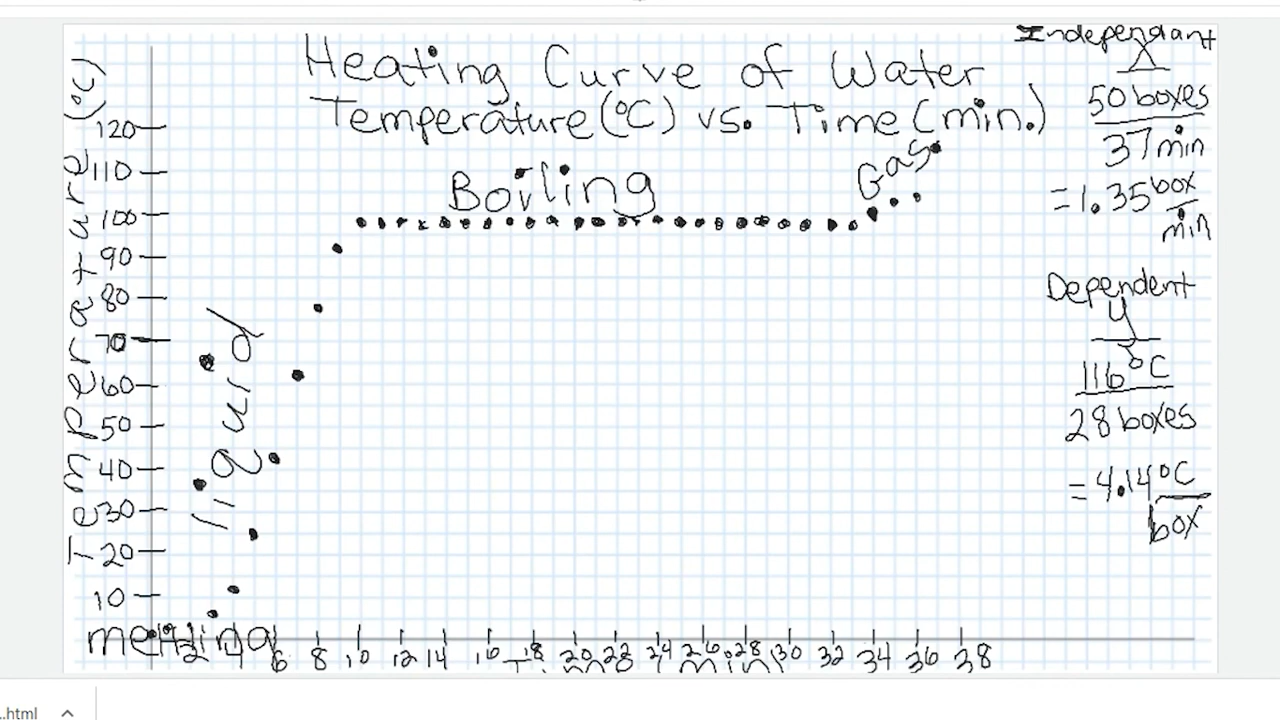 Heating Curve of Water
Temperature (°C) vs. Time (min.)
Independant
X
50 boxes
37 min
= 1.35 box
min
Dependent
y
116°C
28 boxes
= 4.14 °C
box
Temperature (°C)
120
110
100
90
80
70
60
50
40
30
20
10
Boiling
Gas
liquid
melting
2 4 6 8 10 12 14 16 18 20 22 24 26 28 30 32 34 36 38
Time (min)
..html